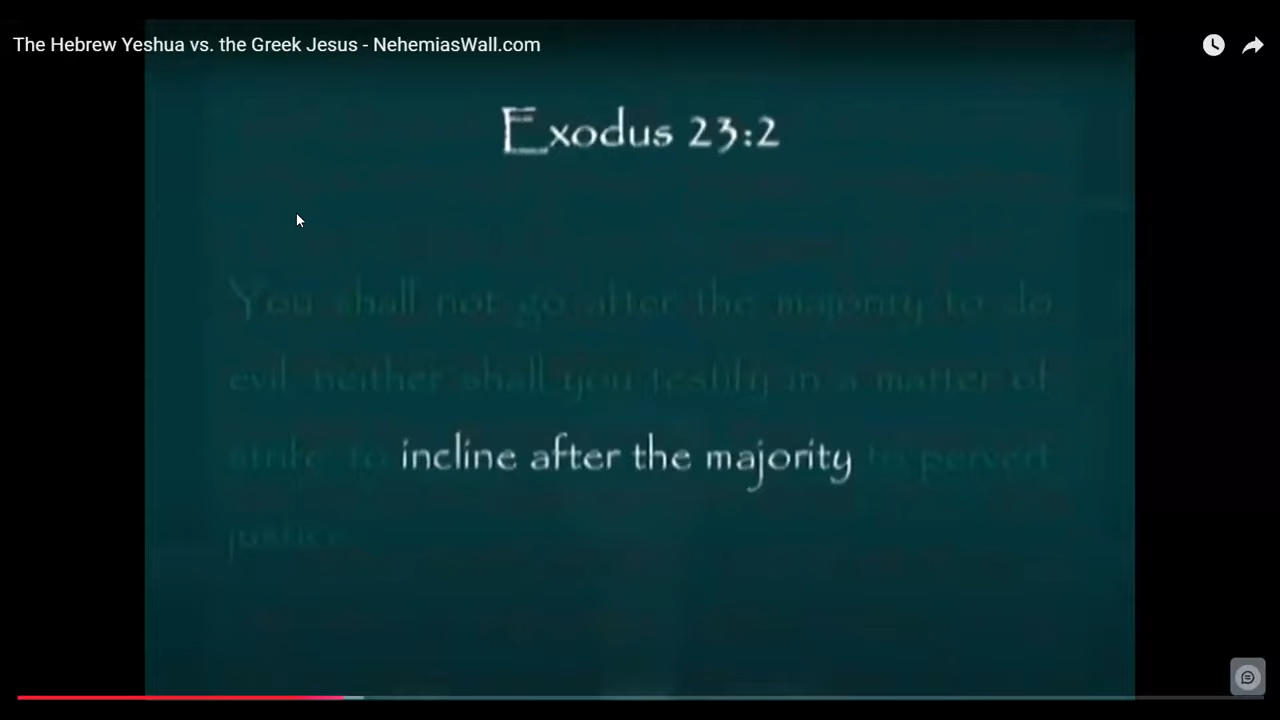 The Hebrew Yeshua vs. the Greek Jesus - NehemiasWall.com
Exodus 23:2
You shall not go after the majority to do
evil, neither shall you testify in a matter of
strife to incline after the majority to pervert
justice.